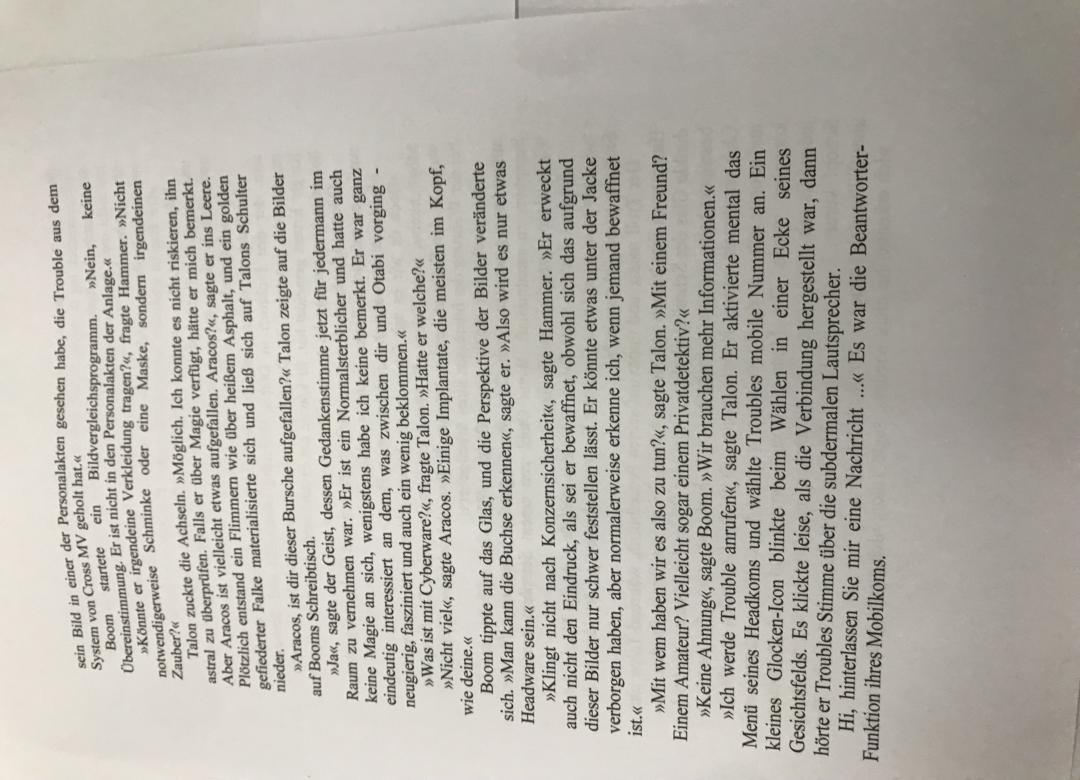 sein Bild in einer der Personalakten gesehen habe, die Trouble aus dem
System von Cross MV geholt hat.«
Boom startete ein Bildvergleichsprogramm. »Nein, keine
Übereinstimmung. Er ist nicht in den Personalakten der Anlage.«
»Könnte er irgendeine Verkleidung tragen?«, fragte Hammer. »Nicht
notwendigerweise Schminke oder eine Maske, sondern irgendeinen
Zauber?«
Talon zuckte die Achseln. »Möglich. Ich konnte es nicht riskieren, ihn
astral zu überprüfen. Falls er über Magie verfügt, hätte er mich bemerkt.
Aber Aracos ist vielleicht etwas aufgefallen. Aracos?«, sagte er ins Leere.
Plötzlich entstand ein Flimmern wie über heißem Asphalt, und ein golden
gefiederter Falke materialisierte sich und ließ sich auf Talons Schulter
nieder.
»Aracos, ist dir dieser Bursche aufgefallen?« Talon zeigte auf die Bilder
auf Booms Schreibtisch.
»Ja«, sagte der Geist, dessen Gedankenstimme jetzt für jedermann im
Raum zu vernehmen war. »Er ist ein Normalsterblicher und hatte auch
keine Magie an sich, wenigstens habe ich keine bemerkt. Er war ganz
eindeutig interessiert an dem, was zwischen dir und Otabi vorging -
neugierig, fasziniert und auch ein wenig beklommen.«
»Was ist mit Cyberware?«, fragte Talon. »Hatte er welche?«
»Nicht viel«, sagte Aracos. »Einige Implantate, die meisten im Kopf,
wie deine.«
Boom tippte auf das Glas, und die Perspektive der Bilder veränderte
sich. »Man kann die Buchse erkennen«, sagte er. »Also wird es nur etwas
Headware sein.«
»Klingt nicht nach Konzernsicherheit«, sagte Hammer. »Er erweckt
auch nicht den Eindruck, als sei er bewaffnet, obwohl sich das aufgrund
dieser Bilder nur schwer feststellen lässt. Er könnte etwas unter der Jacke
verborgen haben, aber normalerweise erkenne ich, wenn jemand bewaffnet
ist.«
»Mit wem haben wir es also zu tun?«, sagte Talon. »Mit einem Freund?
Einem Amateur? Vielleicht sogar einem Privatdetektiv?«
»Keine Ahnung«, sagte Boom. »Wir brauchen mehr Informationen.«
»Ich werde Trouble anrufen«, sagte Talon. Er aktivierte mental das
Menü seines Headkoms und wählte Troubles mobile Nummer an. Ein
kleines Glocken-Icon blinkte beim Wählen in einer Ecke seines
Gesichtsfelds. Es klickte leise, als die Verbindung hergestellt war, dann
hörte er Troubles Stimme über die subdermalen Lautsprecher.
Hi, hinterlassen Sie mir eine Nachricht ...« Es war die Beantworter-
Funktion ihres Mobilkoms.